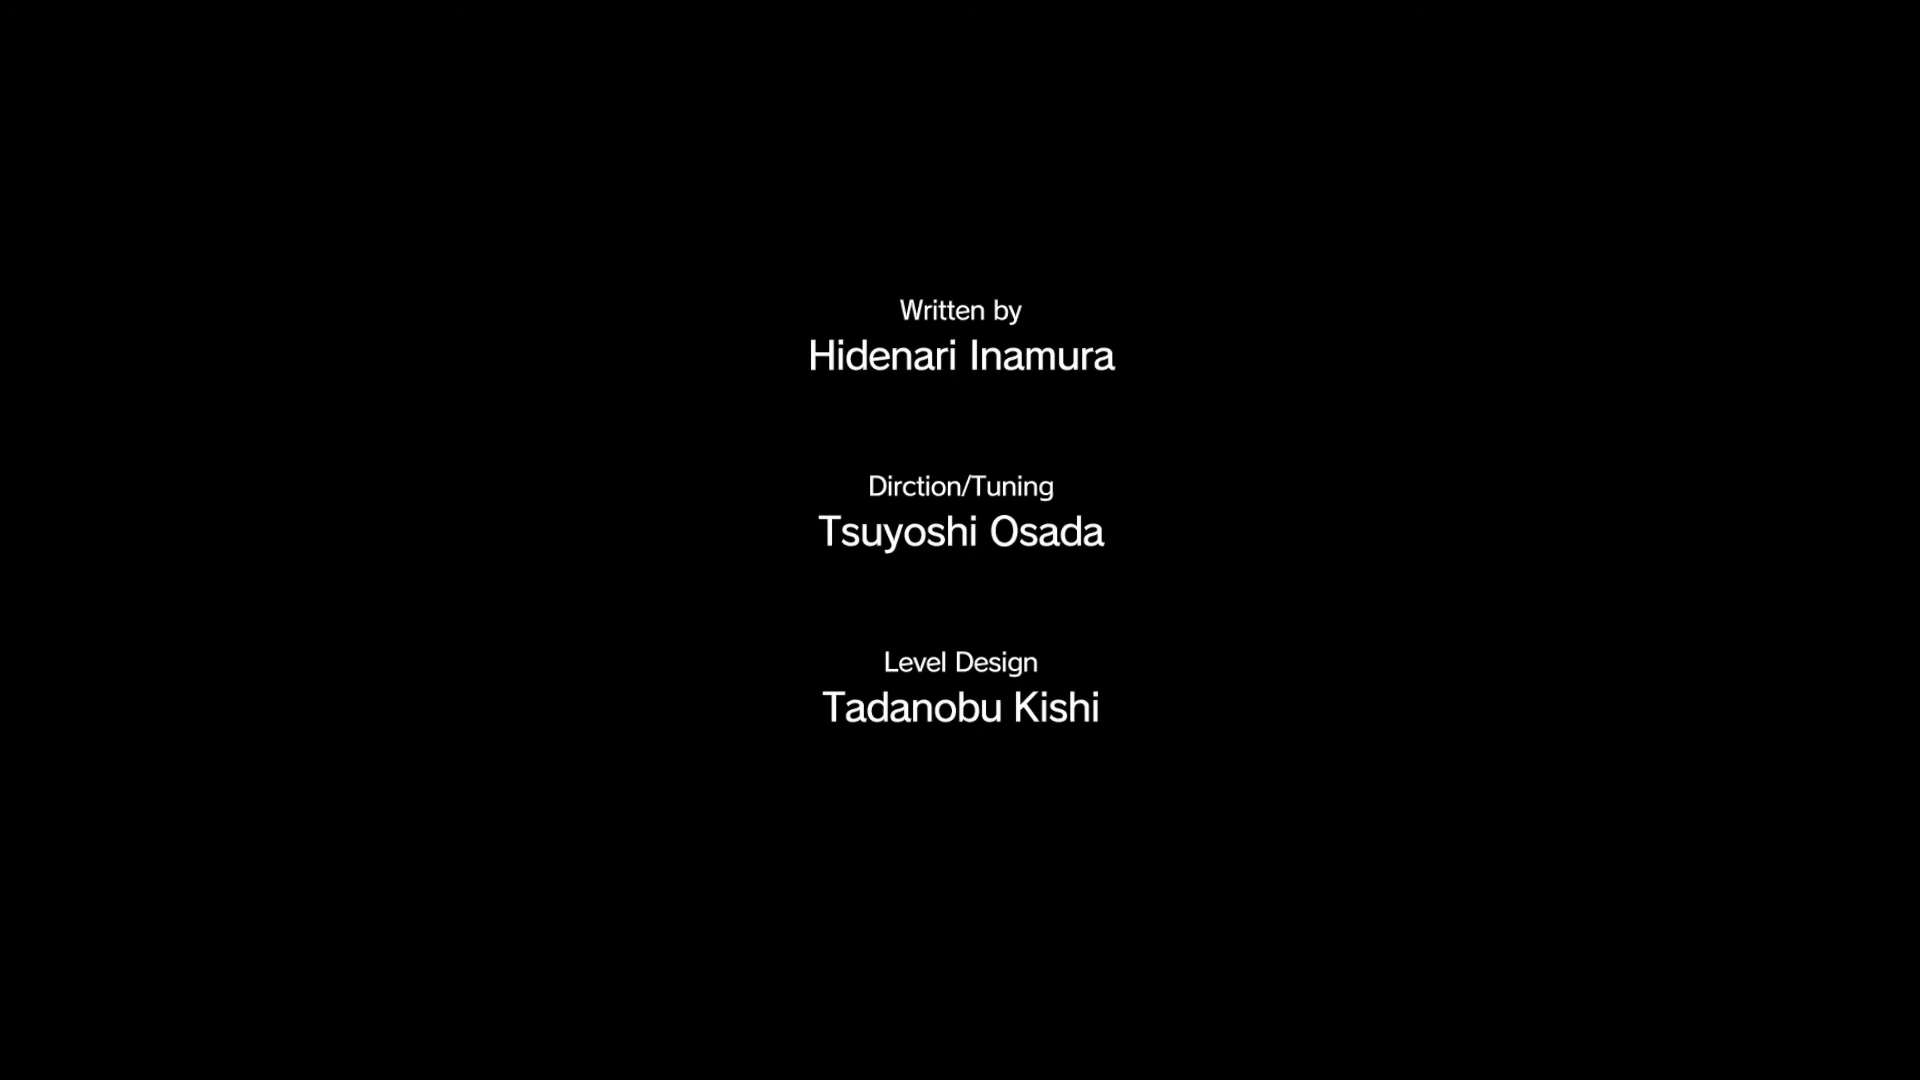 Written by
Hidenari Inamura
Dirction/Tuning
Tsuyoshi Osada
Level Design
Tadanobu Kishi